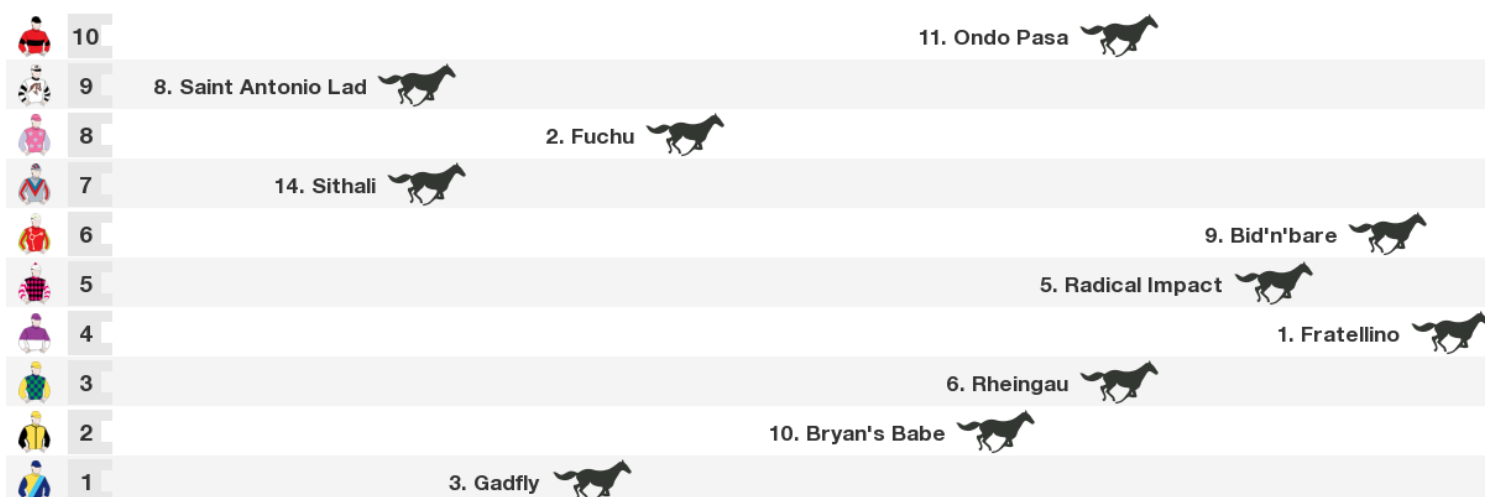 10 11. Ondo Pasa
9 8. Saint Antonio Lad
8 2. Fuchu
7 14. Sithali
6 9. Bid'n'bare
5 5. Radical Impact
4 1. Fratellino
3 6. Rheingau
2 10. Bryan's Babe
1 3. Gadfly